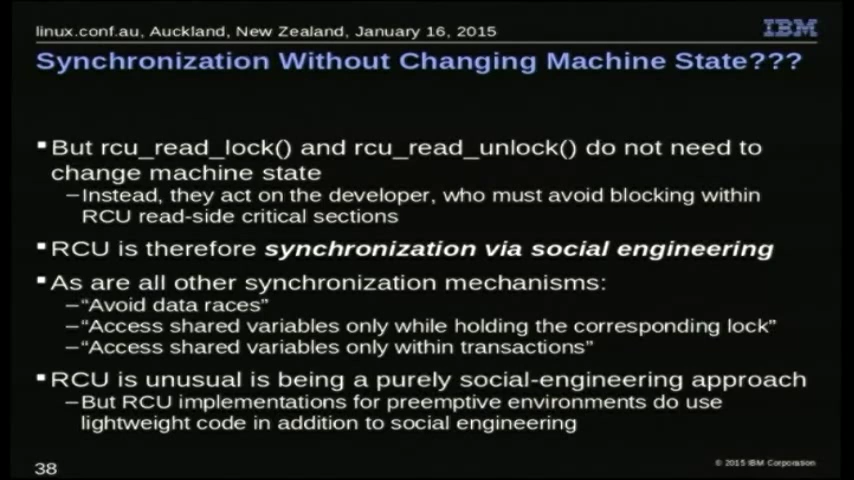 linux.conf.au, Auckland, New Zealand, January 16, 2015
IBM
Synchronization Without Changing Machine State???
▪But rcu_read_lock() and rcu_read_unlock() do not need to
change machine state
–Instead, they act on the developer, who must avoid blocking within
RCU read-side critical sections
▪RCU is therefore synchronization via social engineering
▪As are all other synchronization mechanisms:
–“Avoid data races”
–“Access shared variables only while holding the corresponding lock”
–“Access shared variables only within transactions”
▪RCU is unusual is being a purely social-engineering approach
–But RCU implementations for preemptive environments do use
lightweight code in addition to social engineering
38
© 2015 IBM Corporation